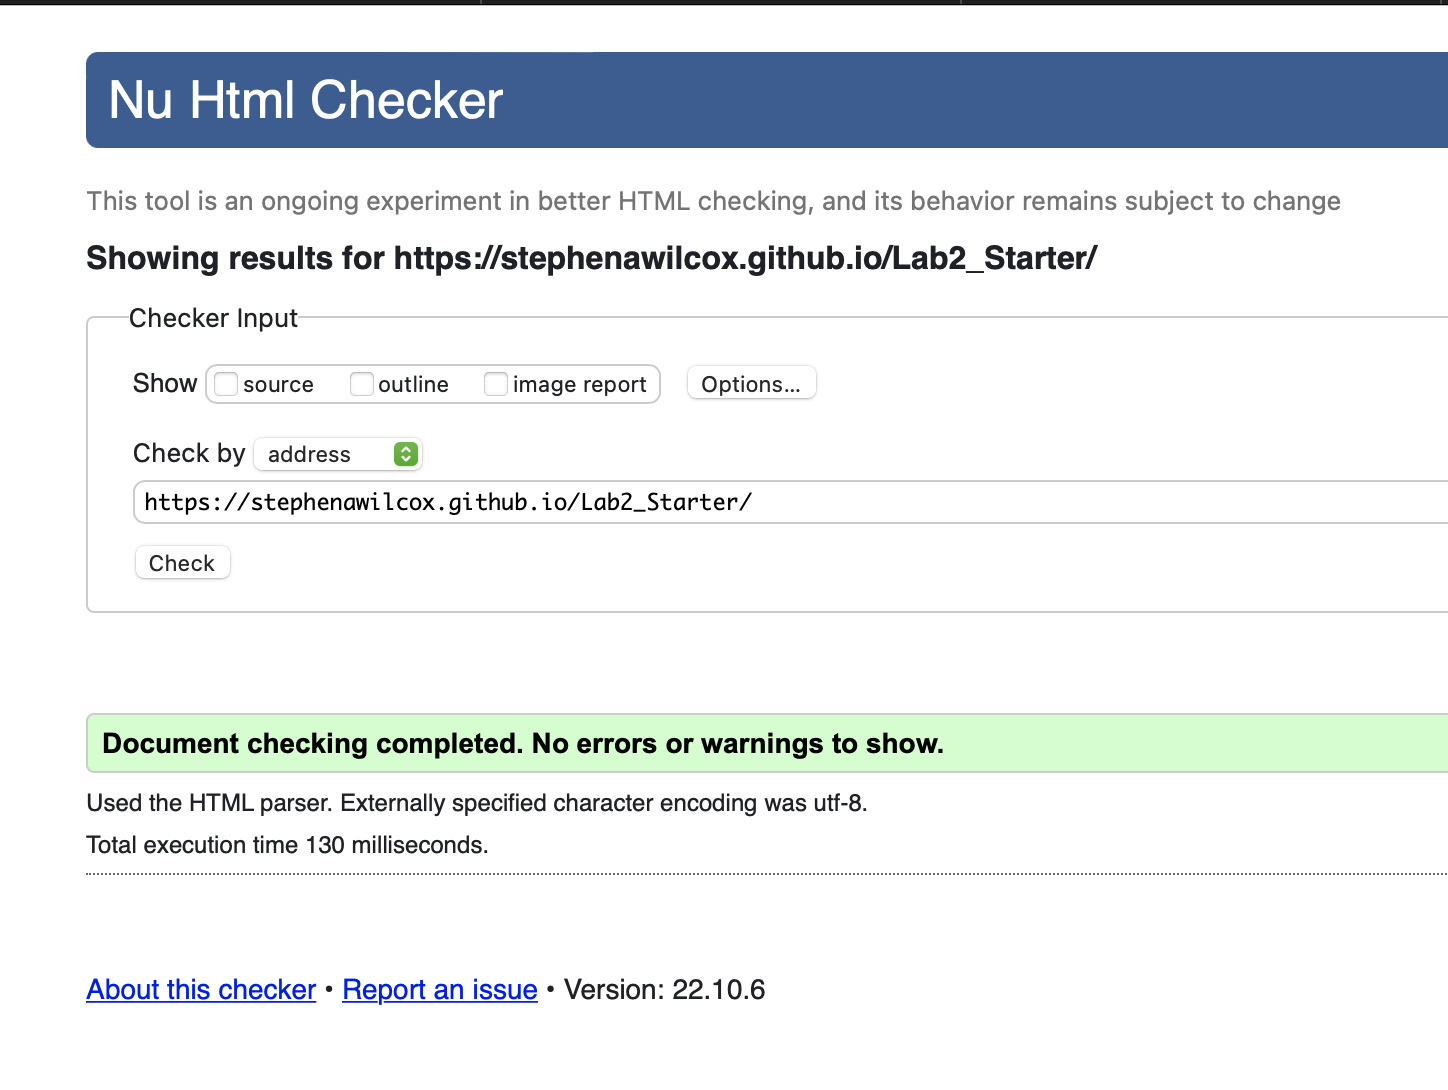 Nu Html Checker
This tool is an ongoing experiment in better HTML checking, and its behavior remains subject to change
Showing results for https://stephenawilcox.github.io/Lab2_Starter/
Checker Input
Show source outline image report Options...
Check by address
https://stephenawilcox.github.io/Lab2_Starter/
Check
Document checking completed. No errors or warnings to show.
Used the HTML parser. Externally specified character encoding was utf-8.
Total execution time 130 milliseconds.
About this checker • Report an issue • Version: 22.10.6